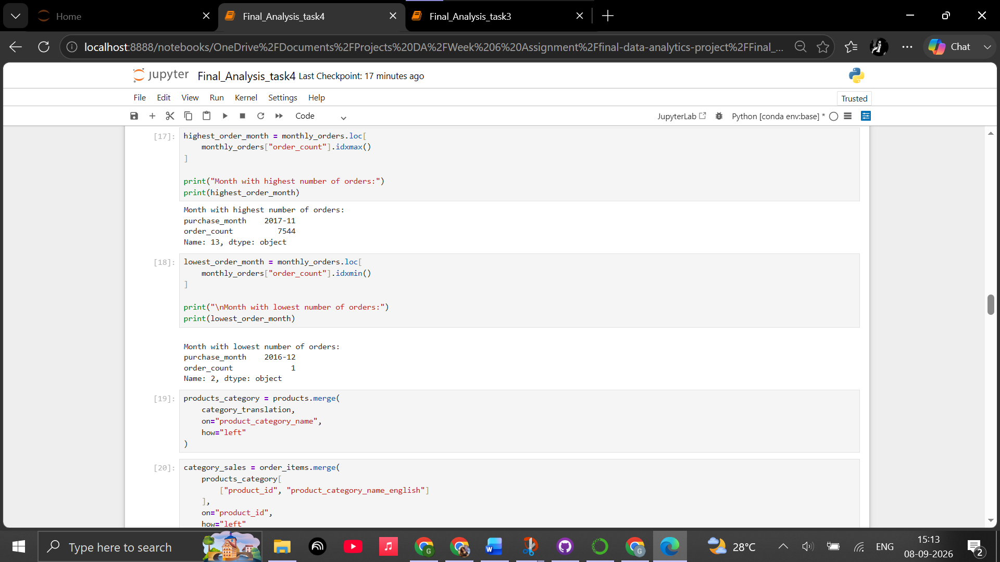 Home
Final_Analysis_task4
Final_Analysis_task3
localhost:8888/notebooks/OneDrive%2FDocuments%2FProjects%20DA%2FWeek%206%20Assignment%2Ffinal-data-analytics-project%2FFinal_...
Chat
jupyter Final_Analysis_task4 Last Checkpoint: 17 minutes ago
File Edit View Run Kernel Settings Help
Trusted
Code
JupyterLab
Python [conda env:base] *
[17]: highest_order_month = monthly_orders.loc[
    monthly_orders["order_count"].idxmax()
]
print("Month with highest number of orders:")
print(highest_order_month)
Month with highest number of orders:
purchase_month    2017-11
order_count          7544
Name: 13, dtype: object
[18]: lowest_order_month = monthly_orders.loc[
    monthly_orders["order_count"].idxmin()
]
print("\nMonth with lowest number of orders:")
print(lowest_order_month)
Month with lowest number of orders:
purchase_month    2016-12
order_count             1
Name: 2, dtype: object
[19]: products_category = products.merge(
    category_translation,
    on="product_category_name",
    how="left"
)
[20]: category_sales = order_items.merge(
    products_category[
        ["product_id", "product_category_name_english"]
    ],
    on="product_id",
    how="left"
Type here to search
28°C
ENG
15:13
08-09-2026
2